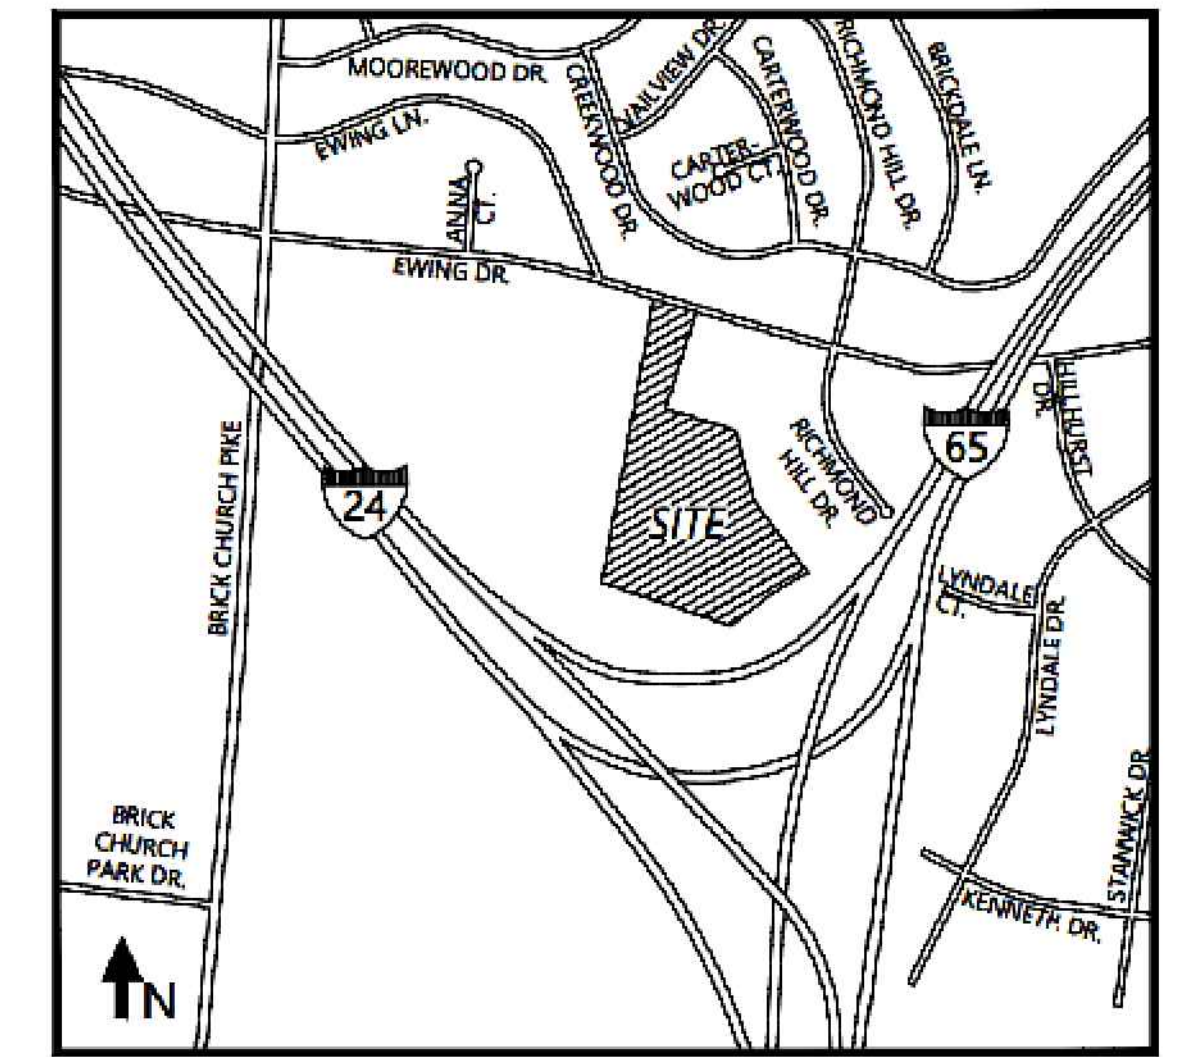 MOOREWOOD DR.
CREEKWOOD DR.
VAILVIEW DR.
CARTERWOOD DR.
RICHMOND HILL DR.
BRICKDALE LN.
EWING LN.
CARTER-
WOOD CT.
ANNA
CT.
EWING DR.
HILLHURST
DR.
BRICK CHURCH PIKE
24
65
RICHMOND
HILL DR.
SITE
LYNDALE
CT.
LYNDALE DR.
BRICK
CHURCH
PARK DR.
STANWICK DR.
KENNETH DR.
N